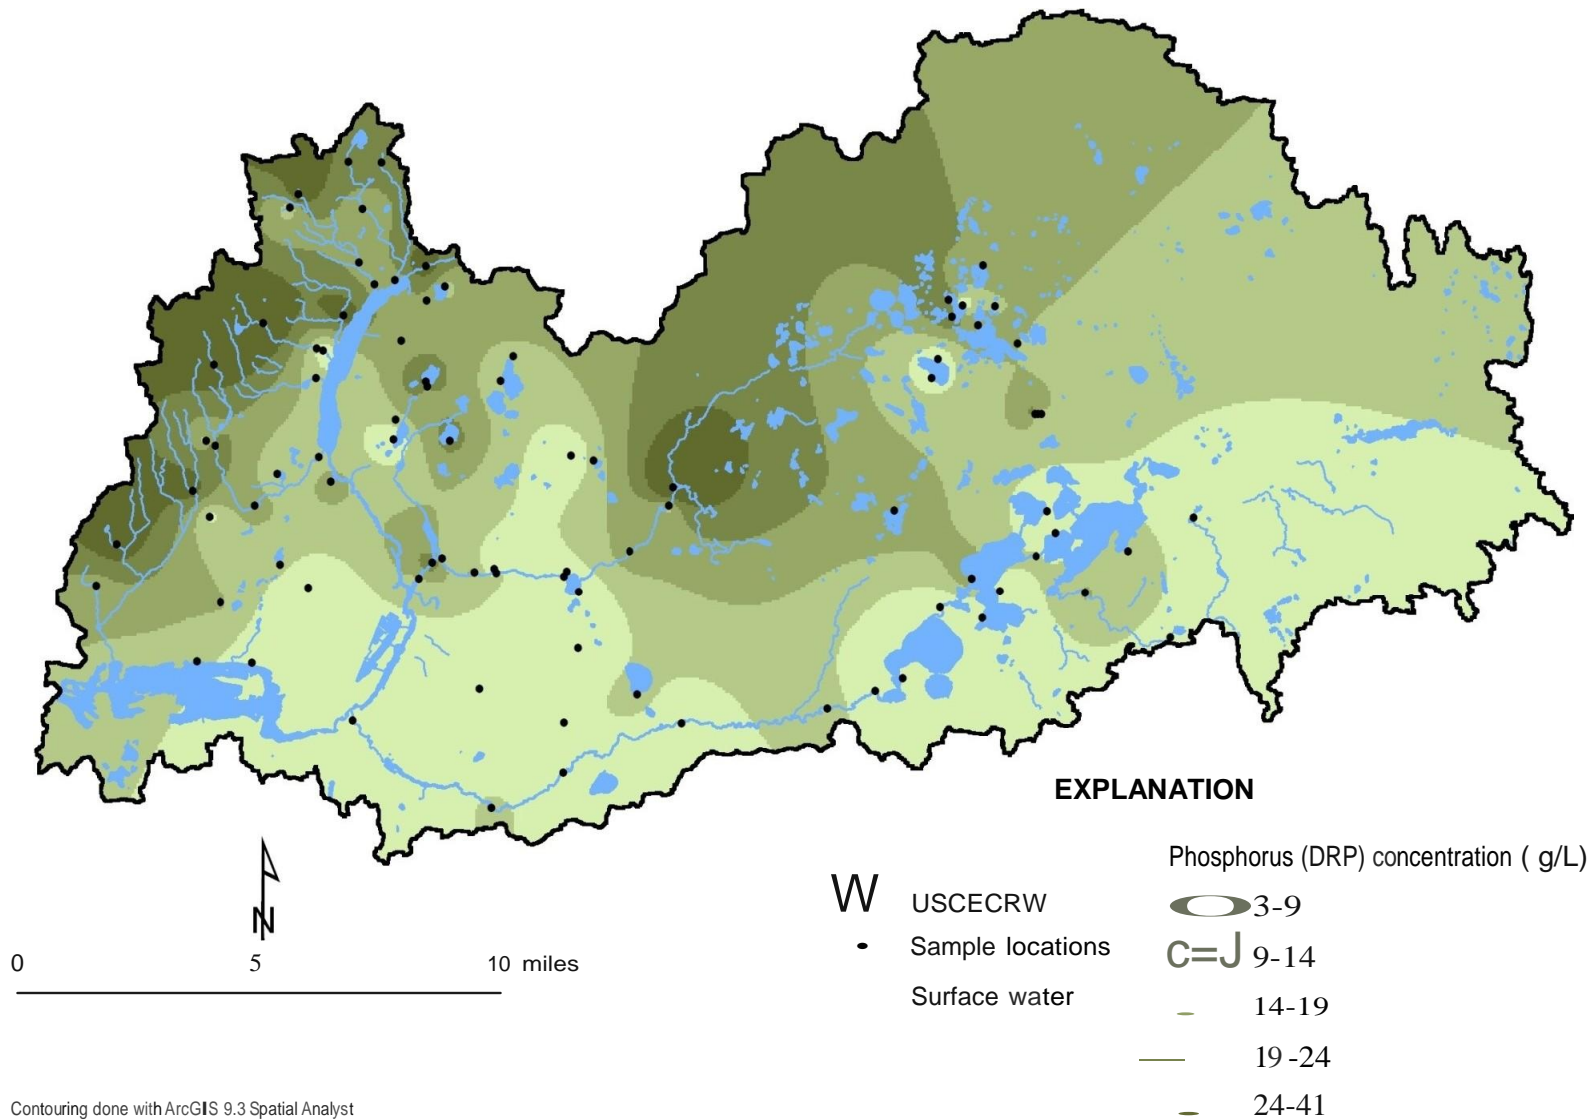 EXPLANATION
Phosphorus (DRP) concentration ( g/L)
W USCECRW
3-9
Sample locations
C=J 9-14
Surface water
14-19
19 -24
24-41
N
0 5 10 miles
Contouring done with ArcGIS 9.3 Spatial Analyst